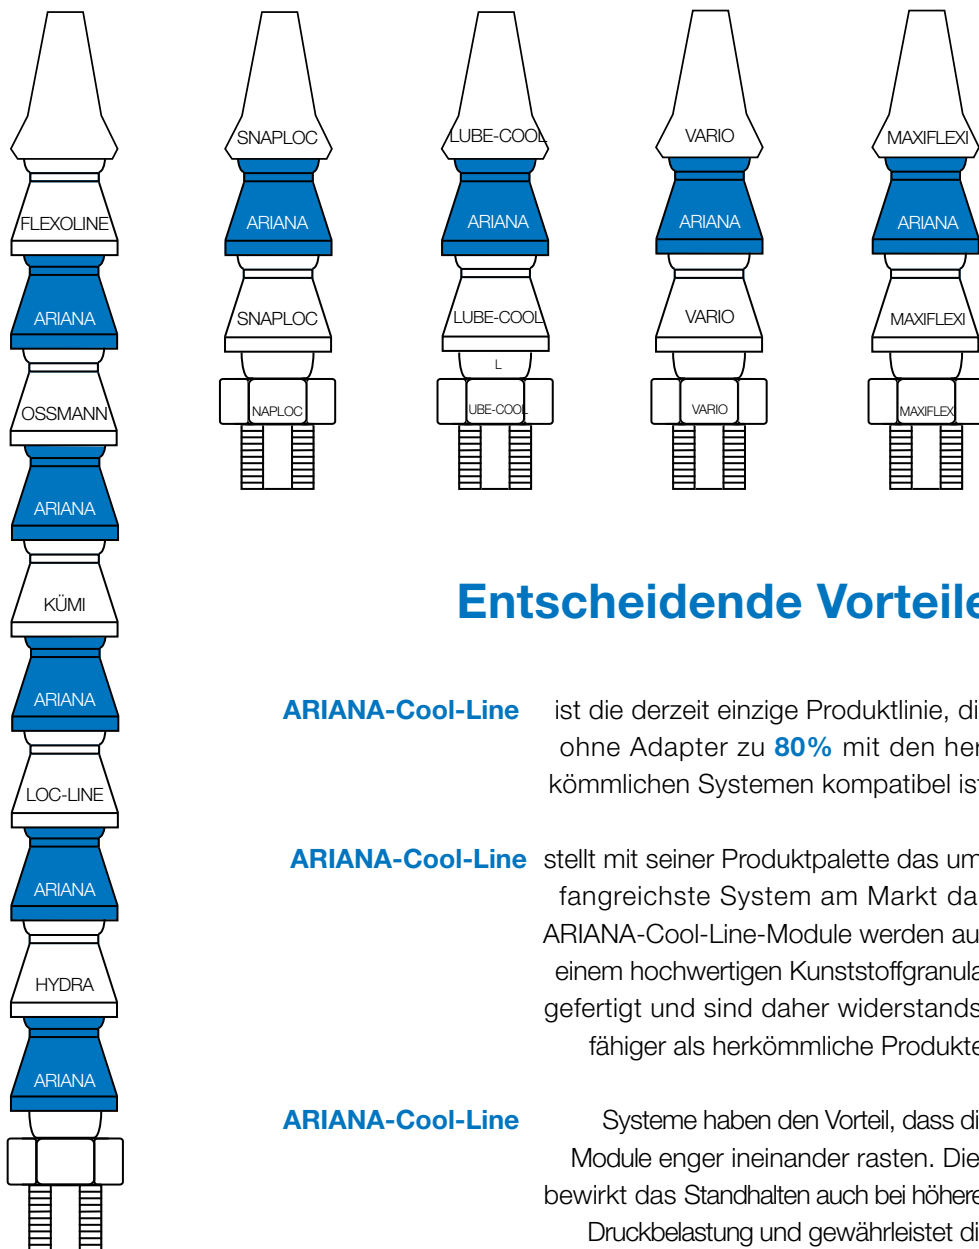 SNAPLOC LUBE-COOL VARIO MAXIFLEXI
FLEXOLINE ARIANA ARIANA ARIANA ARIANA
ARIANA SNAPLOC LUBE-COOL VARIO MAXIFLEXI
L
OSSMANN NAPLOC UBE-COOL VARIO MAXIFLEX
ARIANA
KÜMI
ARIANA
LOC-LINE
ARIANA
HYDRA
ARIANA
Entscheidende Vorteile
ARIANA-Cool-Line ist die derzeit einzige Produktlinie, di
ohne Adapter zu 80% mit den her
kömmlichen Systemen kompatibel ist
ARIANA-Cool-Line stellt mit seiner Produktpalette das um
fangreichste System am Markt da
ARIANA-Cool-Line-Module werden au
einem hochwertigen Kunststoffgranula
gefertigt und sind daher widerstands
fähiger als herkömmliche Produkte
ARIANA-Cool-Line Systeme haben den Vorteil, dass di
Module enger ineinander rasten. Die
bewirkt das Standhalten auch bei höhere
Druckbelastung und gewährleistet di